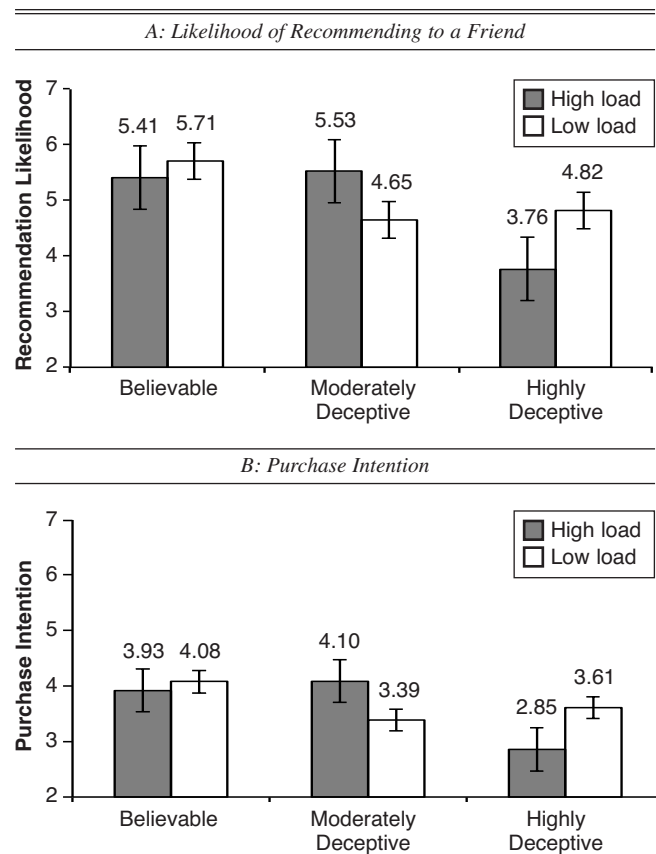 A: Likelihood of Recommending to a Friend
Recommendation Likelihood
7
6
5
4
3
2
High load
Low load
5.41
5.71
5.53
4.65
3.76
4.82
Believable
Moderately
Deceptive
Highly
Deceptive
B: Purchase Intention
Purchase Intention
7
6
5
4
3
2
High load
Low load
3.93
4.08
4.10
3.39
2.85
3.61
Believable
Moderately
Deceptive
Highly
Deceptive